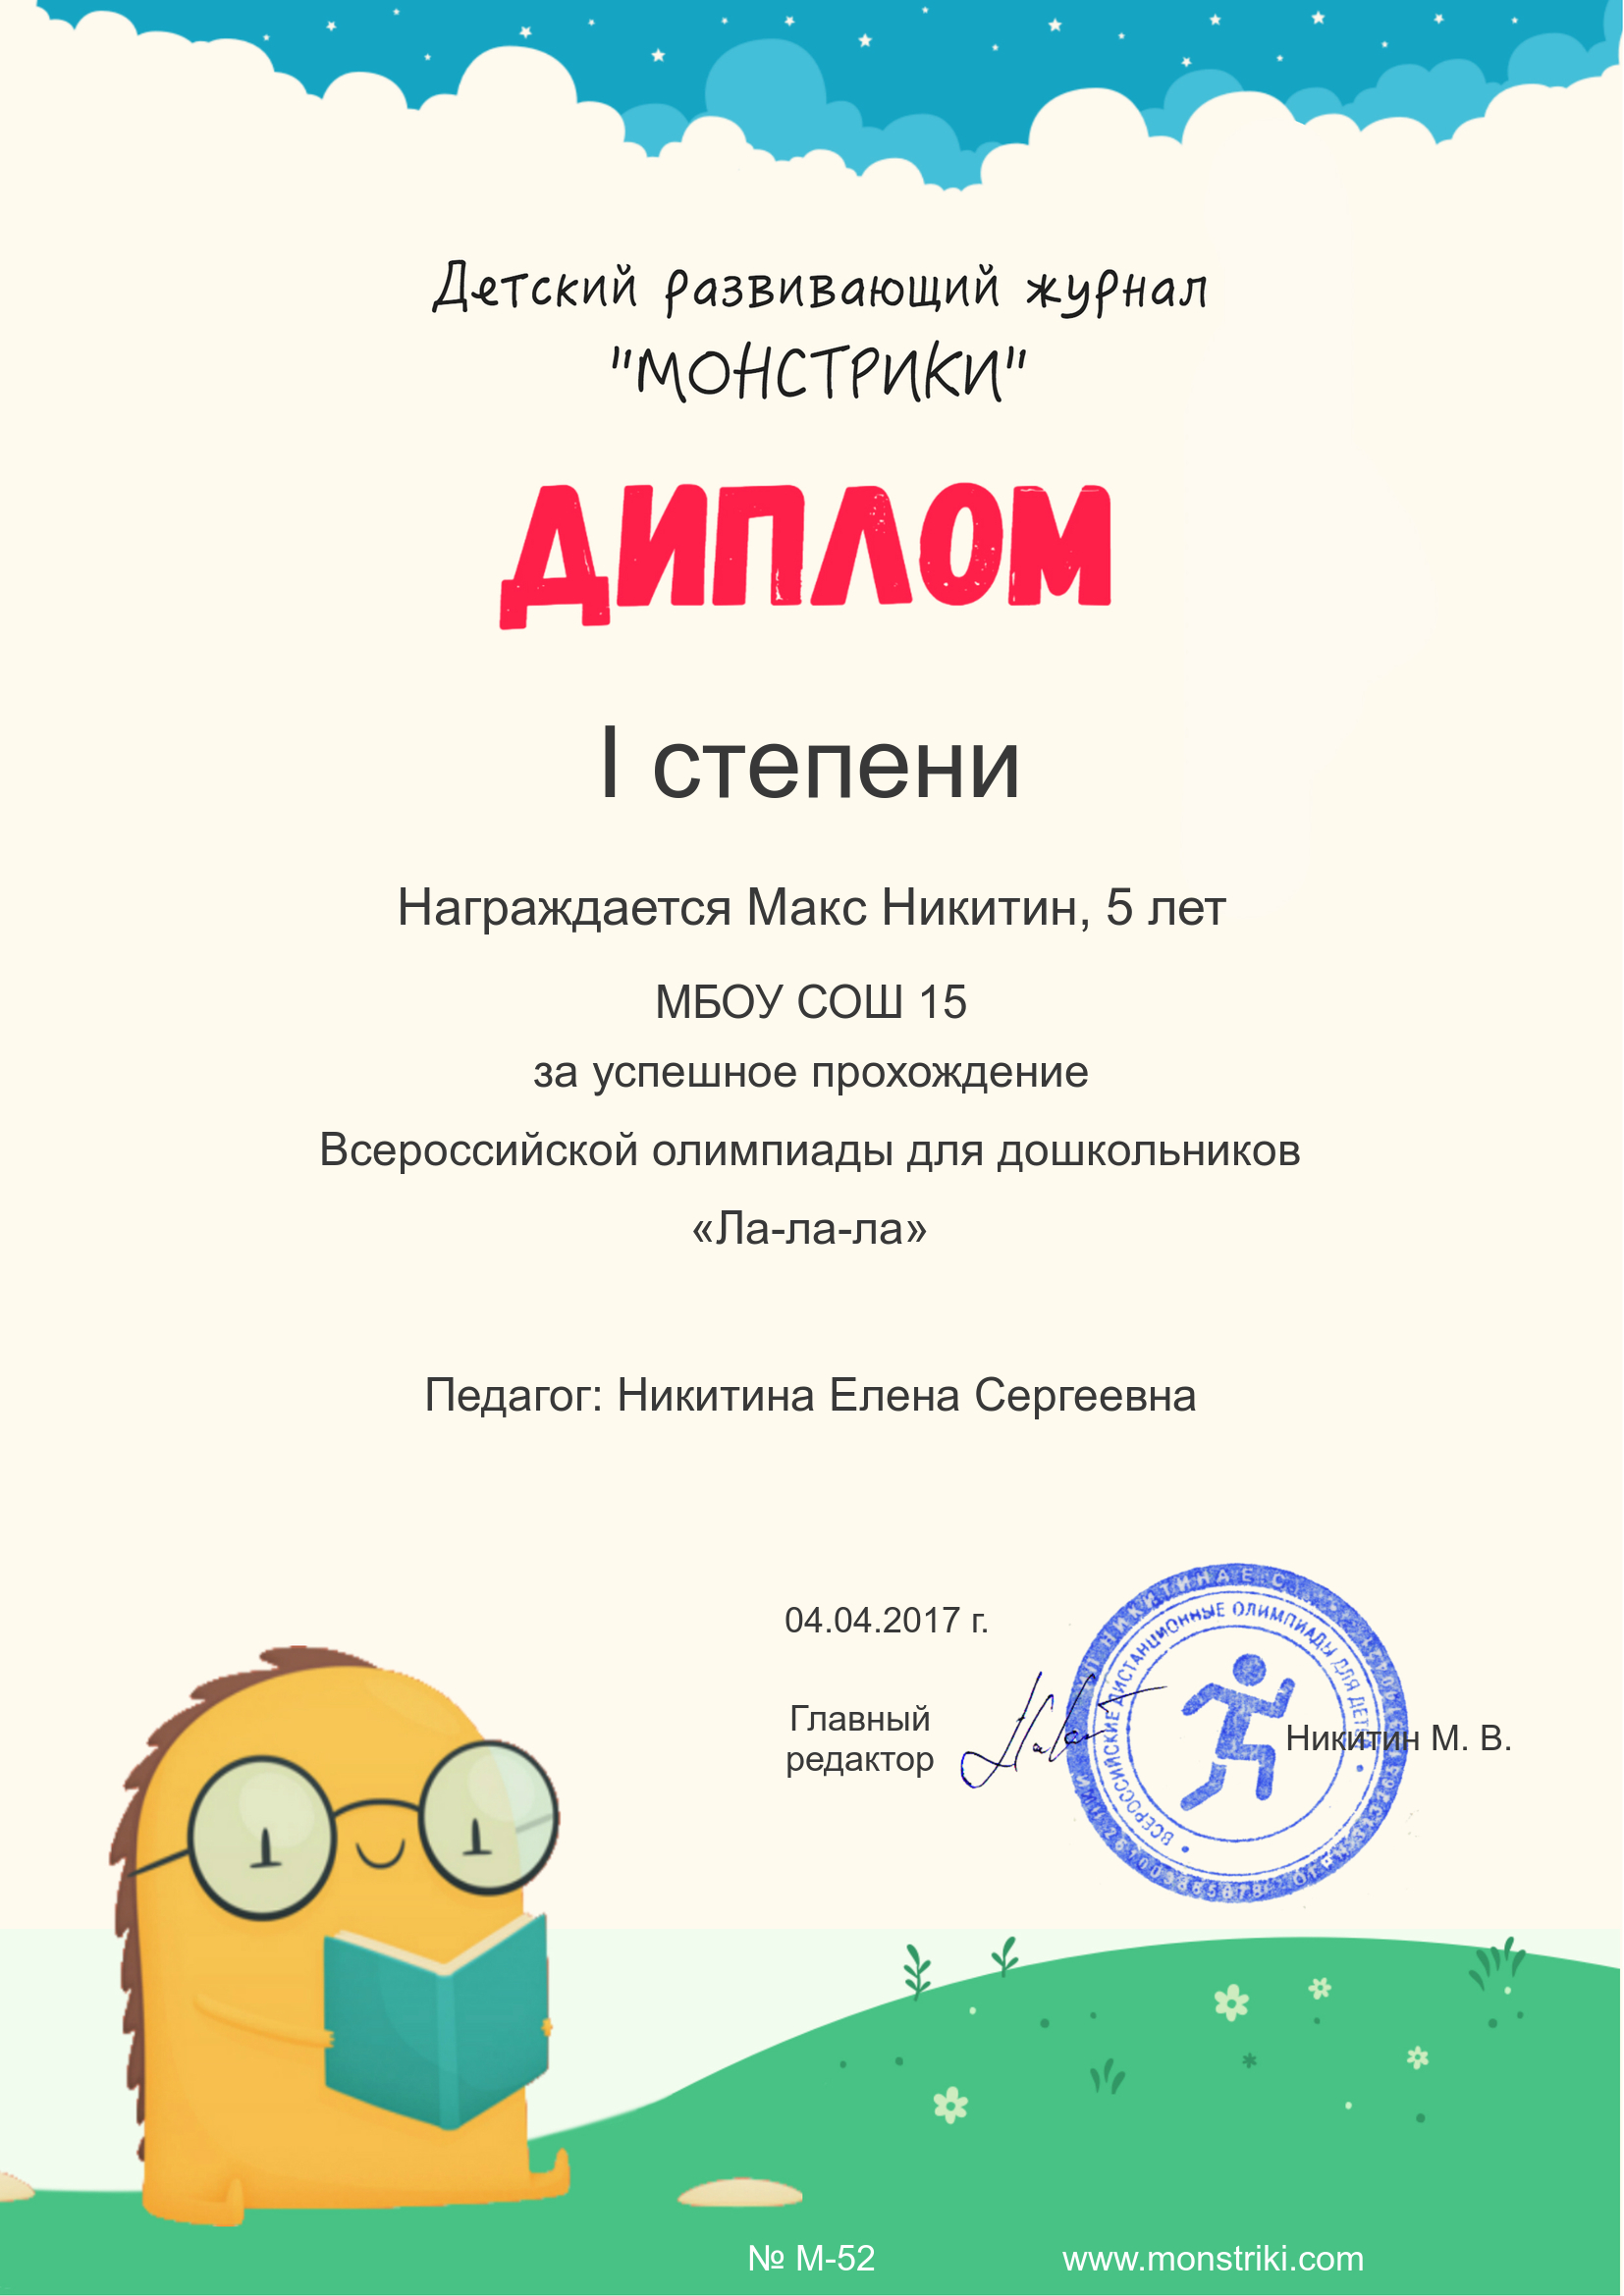 Детский развивающий журнал
"МОНСТРИКИ"
ДИПЛОМ
I степени
Награждается Макс Никитин, 5 лет
МБОУ СОШ 15
за успешное прохождение
Всероссийской олимпиады для дошкольников
«Ла-ла-ла»
Педагог: Никитина Елена Сергеевна
04.04.2017 г.
Главный
редактор
Никитин М. В.
НИКИТИНА Е С
ВСЕРОССИЙСКИЕ ДИСТАНЦИОННЫЕ ОЛИМПИАДЫ ДЛЯ ДЕТЕЙ
№ М-52
www.monstriki.com